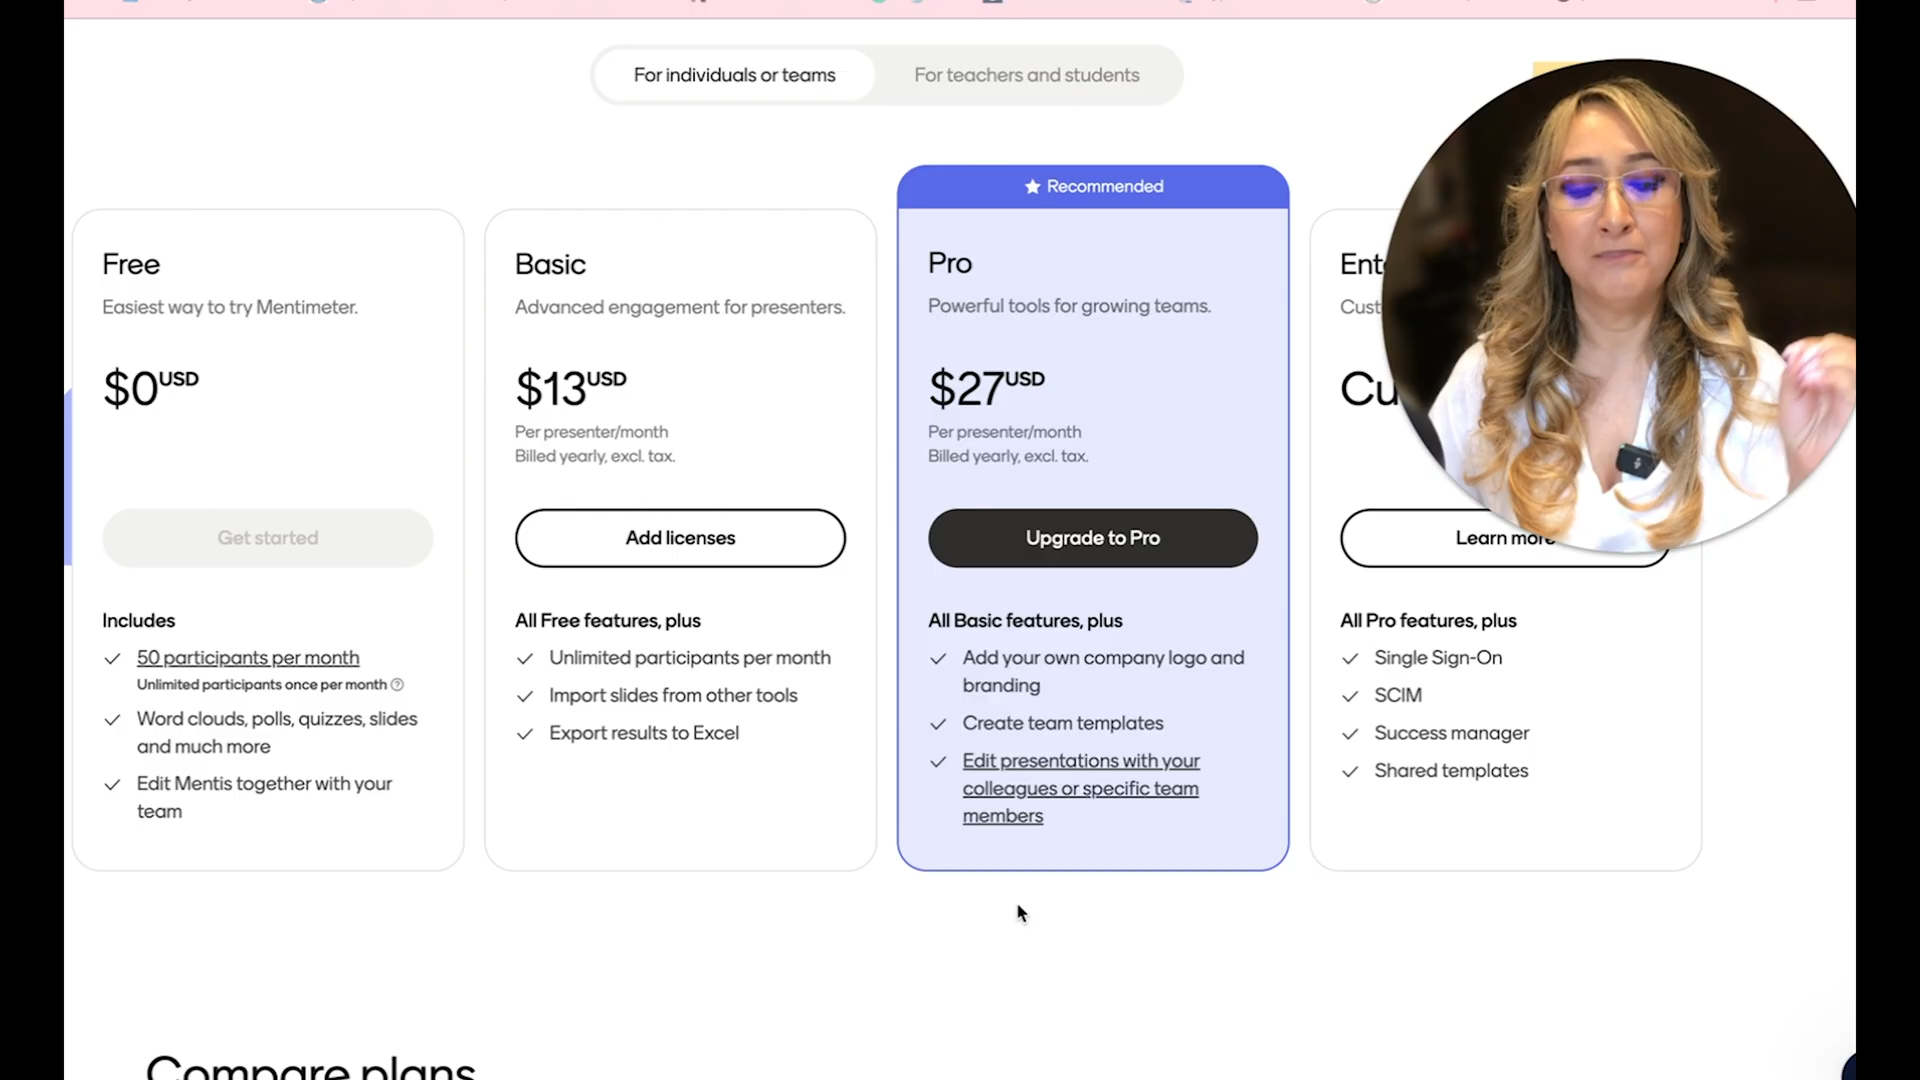 For individuals or teams
For teachers and students
Recommended
Free
Easiest way to try Mentimeter.
$0USD
Get started
Includes
50 participants per month
Unlimited participants once per month
Word clouds, polls, quizzes, slides
and much more
Edit Mentis together with your
team
Basic
Advanced engagement for presenters.
$13USD
Per presenter/month
Billed yearly, excl. tax.
Add licenses
All Free features, plus
Unlimited participants per month
Import slides from other tools
Export results to Excel
Pro
Powerful tools for growing teams.
$27USD
Per presenter/month
Billed yearly, excl. tax.
Upgrade to Pro
All Basic features, plus
Add your own company logo and
branding
Create team templates
Edit presentations with your
colleagues or specific team
members
Learn more
All Pro features, plus
Single Sign-On
SCIM
Success manager
Shared templates
Compare plans